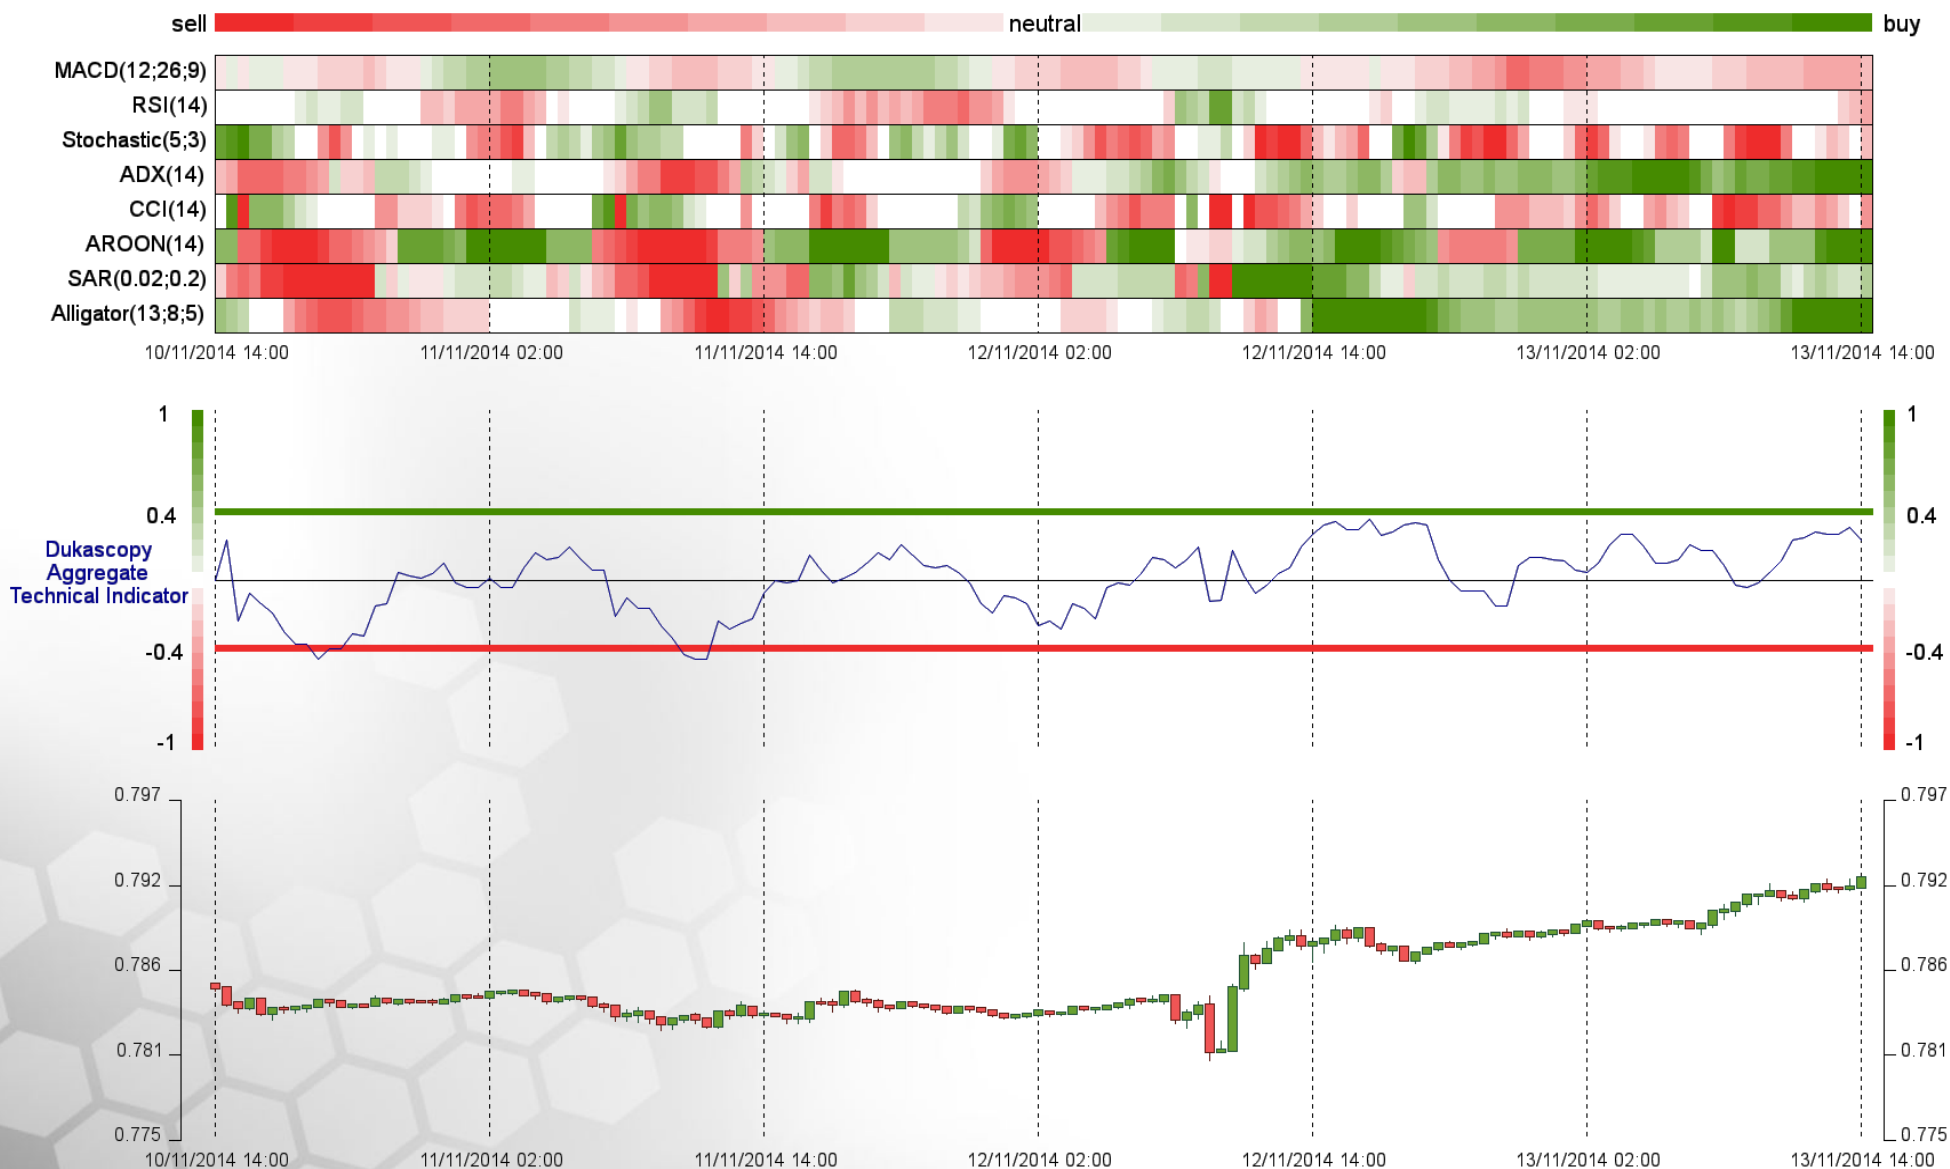 sell neutral buy
MACD(12;26;9)
RSI(14)
Stochastic(5;3)
ADX(14)
CCI(14)
AROON(14)
SAR(0.02;0.2)
Alligator(13;8;5)
10/11/2014 14:00 11/11/2014 02:00 11/11/2014 14:00 12/11/2014 02:00 12/11/2014 14:00 13/11/2014 02:00 13/11/2014 14:00
1 1
0.4 0.4
Dukascopy
Aggregate
Technical Indicator
-0.4 -0.4
-1 -1
0.797 0.797
0.792 0.792
0.786 0.786
0.781 0.781
0.775 0.775
10/11/2014 14:00 11/11/2014 02:00 11/11/2014 14:00 12/11/2014 02:00 12/11/2014 14:00 13/11/2014 02:00 13/11/2014 14:00